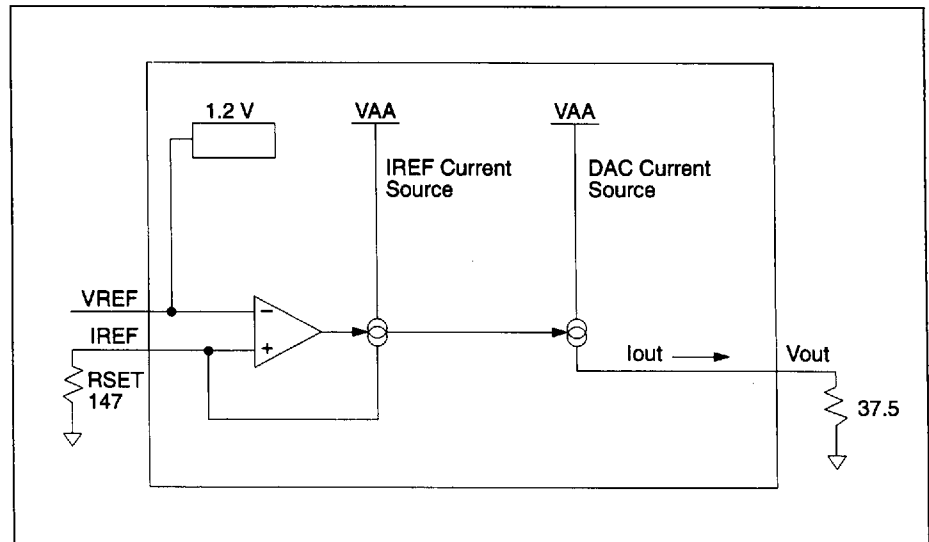 1.2 V
VAA
VAA
IREF Current
Source
DAC Current
Source
VREF
IREF
RSET
147
−
+
Iout
Vout
37.5